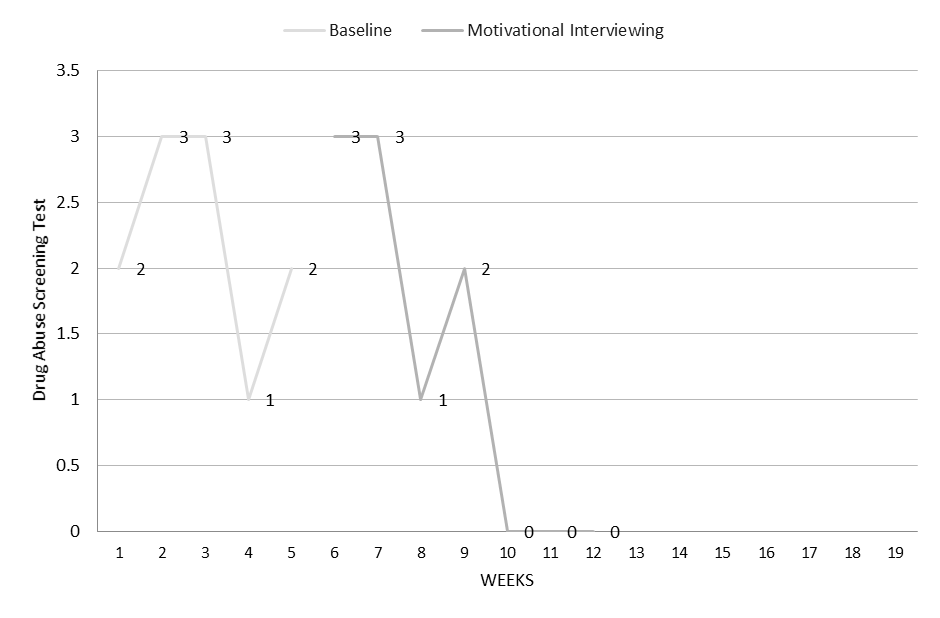 Baseline Motivational Interviewing
3.5
3 3 3 3 3
2.5
2 2 2 2
1.5
1 1 1
0.5
0 0 0 0
1 2 3 4 5 6 7 8 9 10 11 12 13 14 15 16 17 18 19
WEEKS
Drug Abuse Screening Test